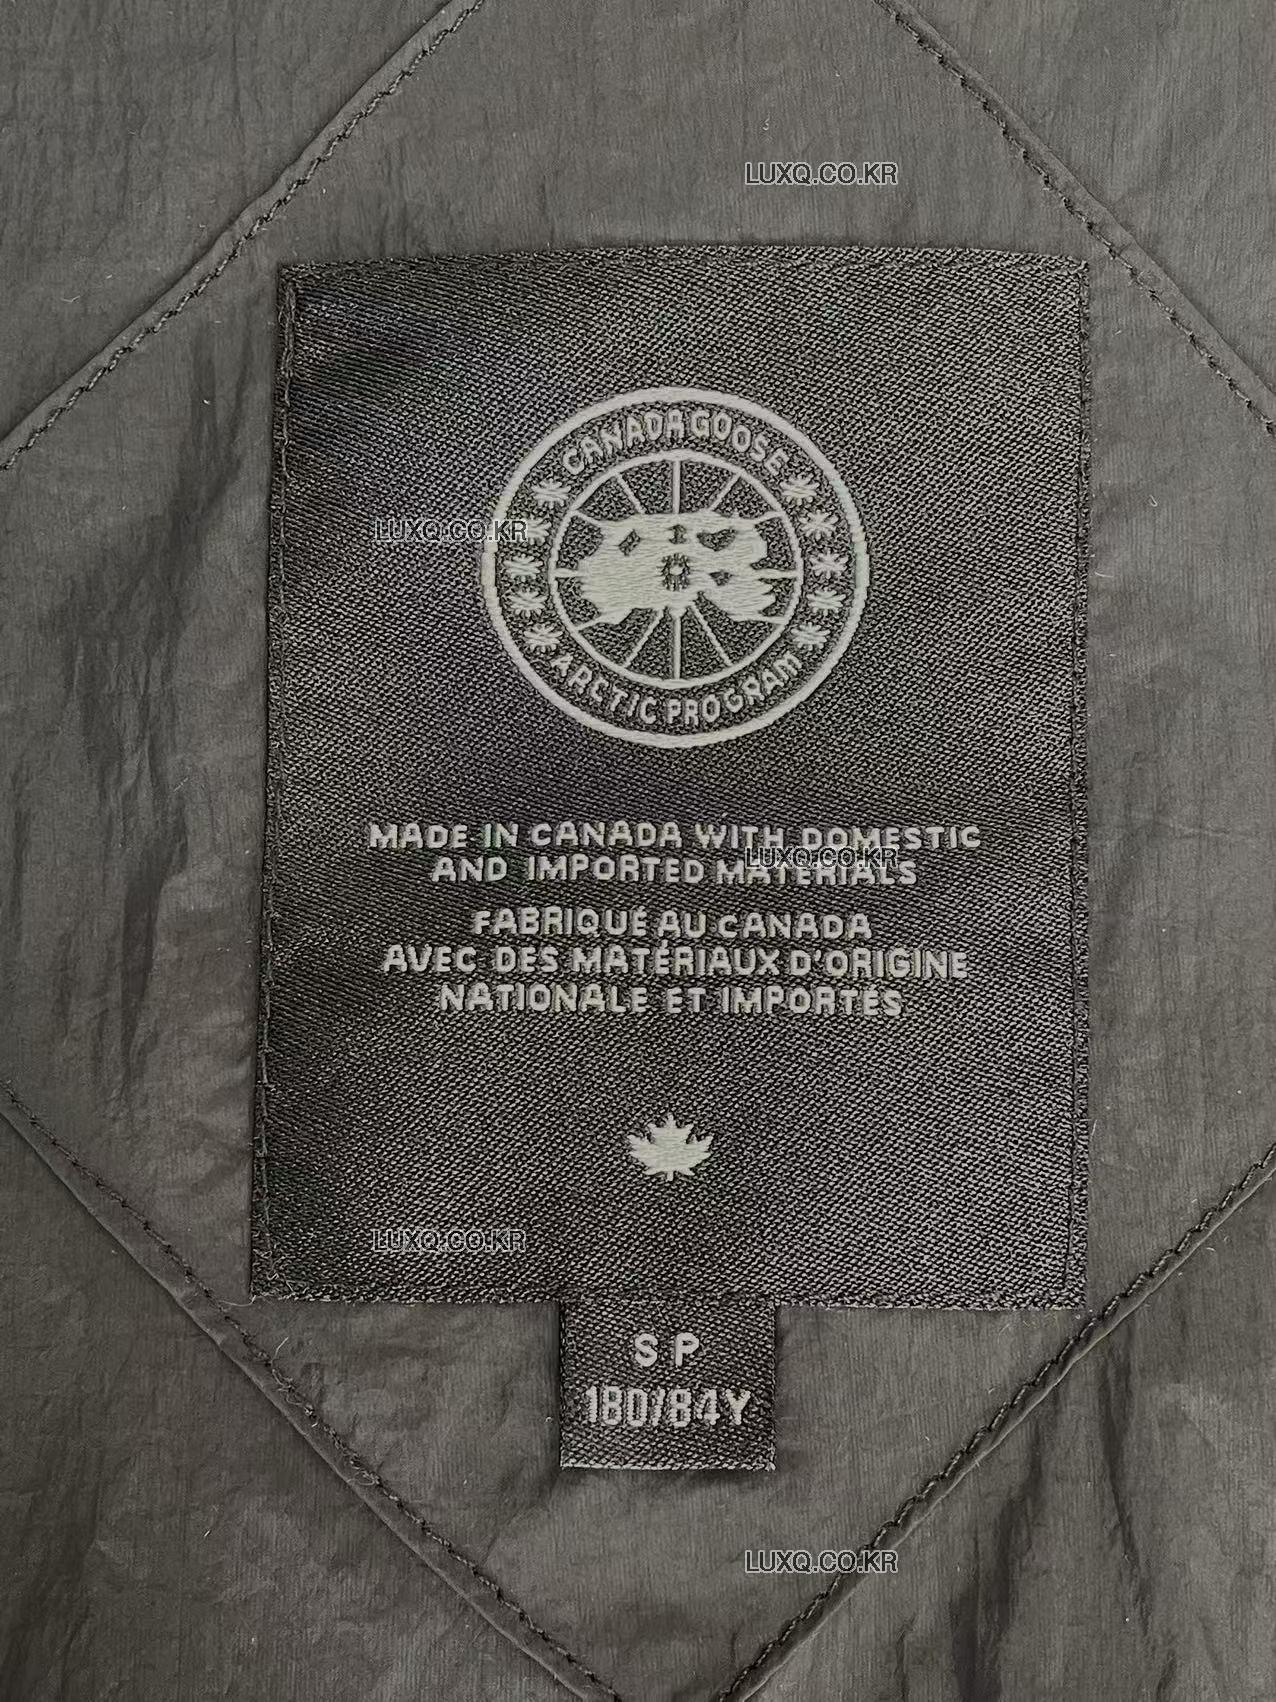 LUXQ.CO.KR
CANADA GOOSE
LUXQ.CO.KR
ARCTIC PROGRAM
MADE IN CANADA WITH DOMESTIC
LUXQ.CO.KR
AND IMPORTED MATERIALS
FABRIQUÉ AU CANADA
AVEC DES MATÉRIAUX D'ORIGINE
NATIONALE ET IMPORTÉS
LUXQ.CO.KR
S P
180/84Y
LUXQ.CO.KR